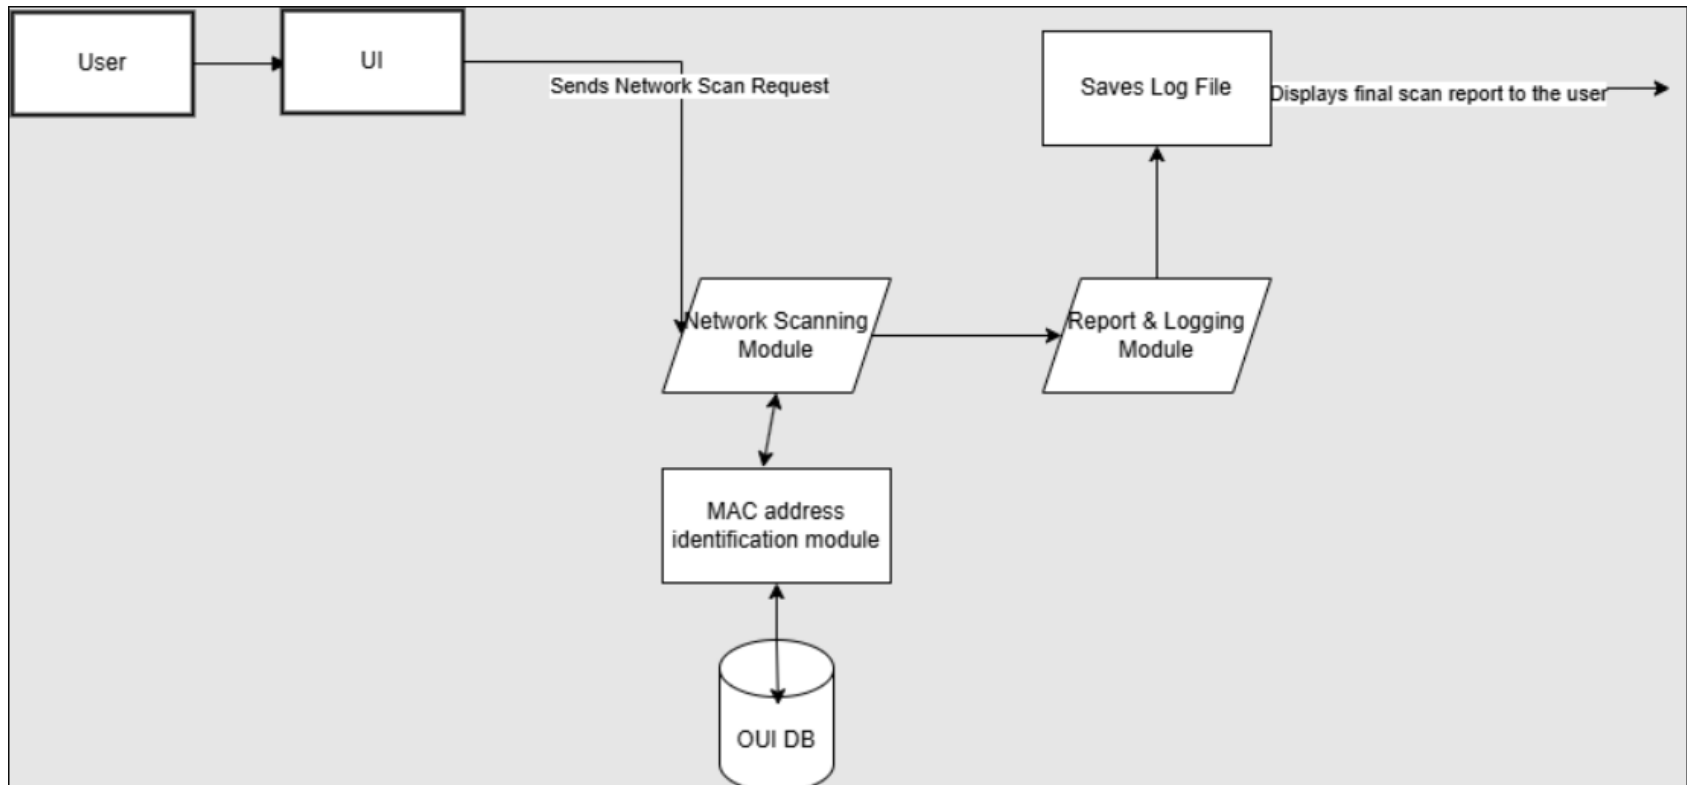 User
UI
Sends Network Scan Request
Saves Log File
Displays final scan report to the user
Network Scanning
Module
Report & Logging
Module
MAC address
identification module
OUI DB